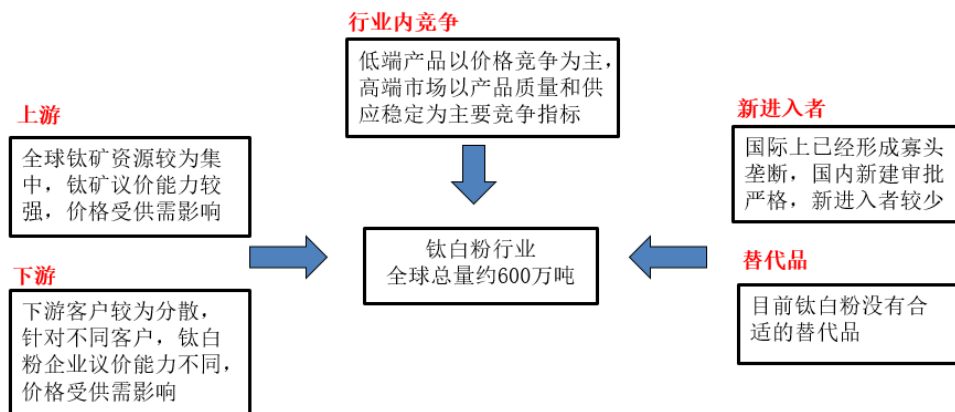 行业内竞争
低端产品以价格竞争为主，
高端市场以产品质量和供
应稳定为主要竞争指标
上游
全球钛矿资源较为集
中，钛矿议价能力较
强，价格受供需影响
新进入者
国际上已经形成寡头
垄断，国内新建审批
严格，新进入者较少
钛白粉行业
全球总量约600万吨
下游
下游客户较为分散，
针对不同客户，钛白
粉企业议价能力不同，
价格受供需影响
替代品
目前钛白粉没有合
适的替代品